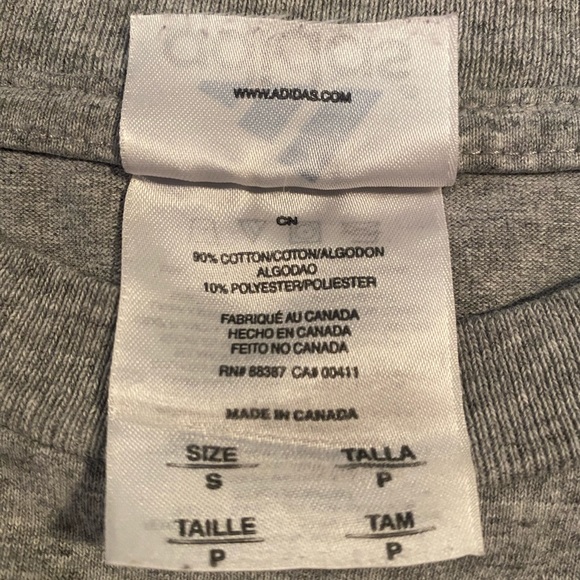 WWW.ADIDAS.COM
CN
90% COTTON/COTON/ALGODON
ALGODAO
10% POLYESTER/POLIESTER
FABRIQUÉ AU CANADA
HECHO EN CANADA
FEITO NO CANADA
RN# 88387 CA# 00411
MADE IN CANADA
SIZE TALLA
S P
TAILLE TAM
P P